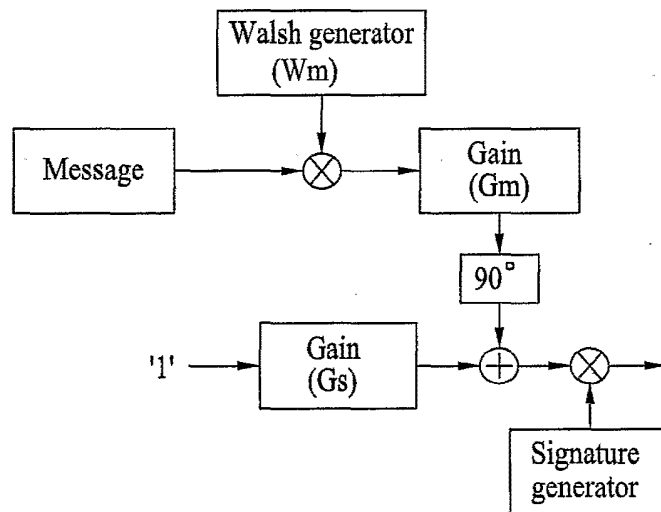 Walsh generator
(Wm)
Message
Gain
(Gm)
90°
'1'
Gain
(Gs)
Signature
generator